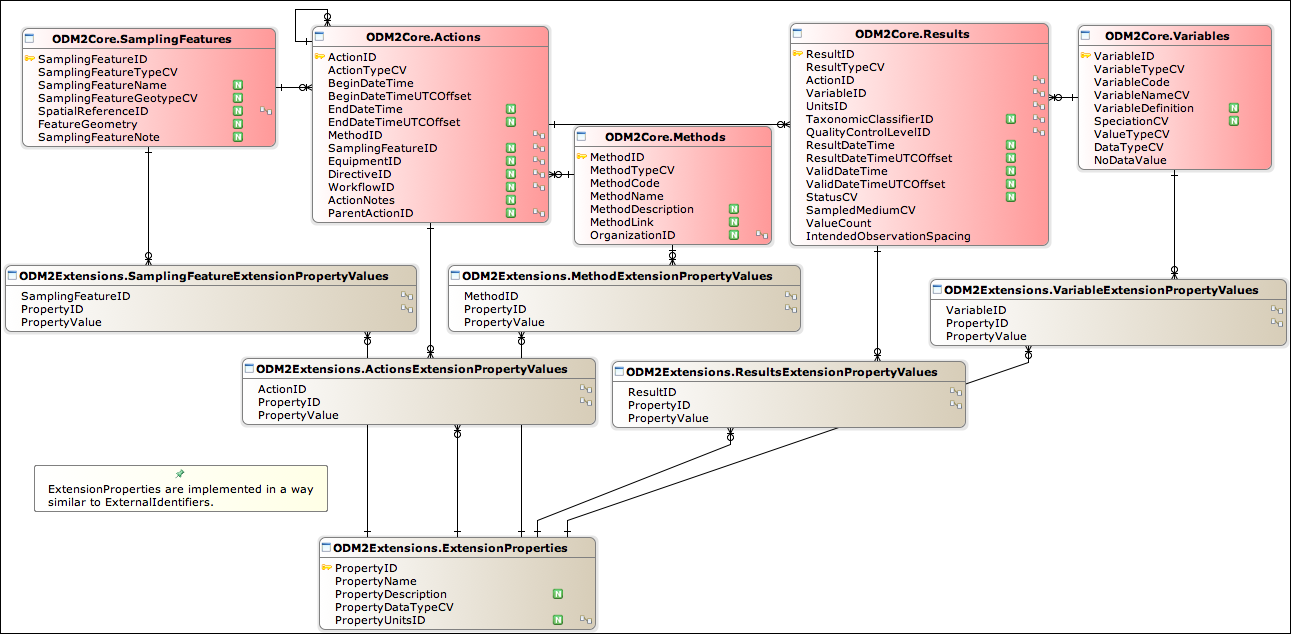 ODM2Core.SamplingFeatures
SamplingFeatureID
SamplingFeatureTypeCV
SamplingFeatureName N
SamplingFeatureGeotypeCV N
SpatialReferenceID N
FeatureGeometry N
SamplingFeatureNote N
ODM2Core.Actions
ActionID
ActionTypeCV
BeginDateTime
BeginDateTimeUTCOffset
EndDateTime N
EndDateTimeUTCOffset N
MethodID
SamplingFeatureID N
EquipmentID N
DirectiveID N
WorkflowID N
ActionNotes N
ParentActionID N
ODM2Core.Methods
MethodID
MethodTypeCV
MethodCode
MethodName
MethodDescription N
MethodLink N
OrganizationID N
ODM2Core.Results
ResultID
ResultTypeCV
ActionID
VariableID
UnitsID
TaxonomicClassifierID N
QualityControlLevelID
ResultDateTime N
ResultDateTimeUTCOffset N
ValidDateTime N
ValidDateTimeUTCOffset N
StatusCV N
SampledMediumCV
ValueCount
IntendedObservationSpacing
ODM2Core.Variables
VariableID
VariableTypeCV
VariableCode
VariableNameCV
VariableDefinition N
SpeciationCV N
ValueTypeCV
DataTypeCV
NoDataValue
ODM2Extensions.SamplingFeatureExtensionPropertyValues
SamplingFeatureID
PropertyID
PropertyValue
ODM2Extensions.MethodExtensionPropertyValues
MethodID
PropertyID
PropertyValue
ODM2Extensions.VariableExtensionPropertyValues
VariableID
PropertyID
PropertyValue
ODM2Extensions.ActionsExtensionPropertyValues
ActionID
PropertyID
PropertyValue
ODM2Extensions.ResultsExtensionPropertyValues
ResultID
PropertyID
PropertyValue
ExtensionProperties are implemented in a way
similar to ExternalIdentifiers.
ODM2Extensions.ExtensionProperties
PropertyID
PropertyName
PropertyDescription N
PropertyDataTypeCV
PropertyUnitsID N